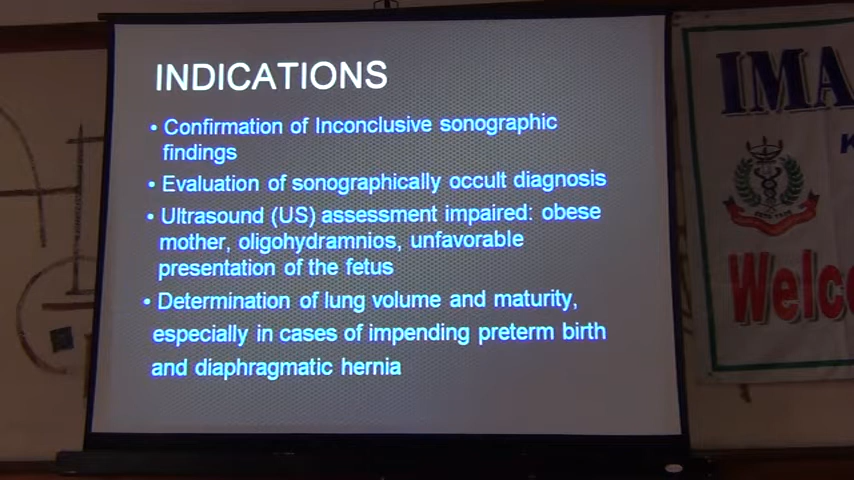 INDICATIONS
• Confirmation of Inconclusive sonographic
findings
• Evaluation of sonographically occult diagnosis
• Ultrasound (US) assessment impaired: obese
mother, oligohydramnios, unfavorable
presentation of the fetus
• Determination of lung volume and maturity,
especially in cases of impending preterm birth
and diaphragmatic hernia